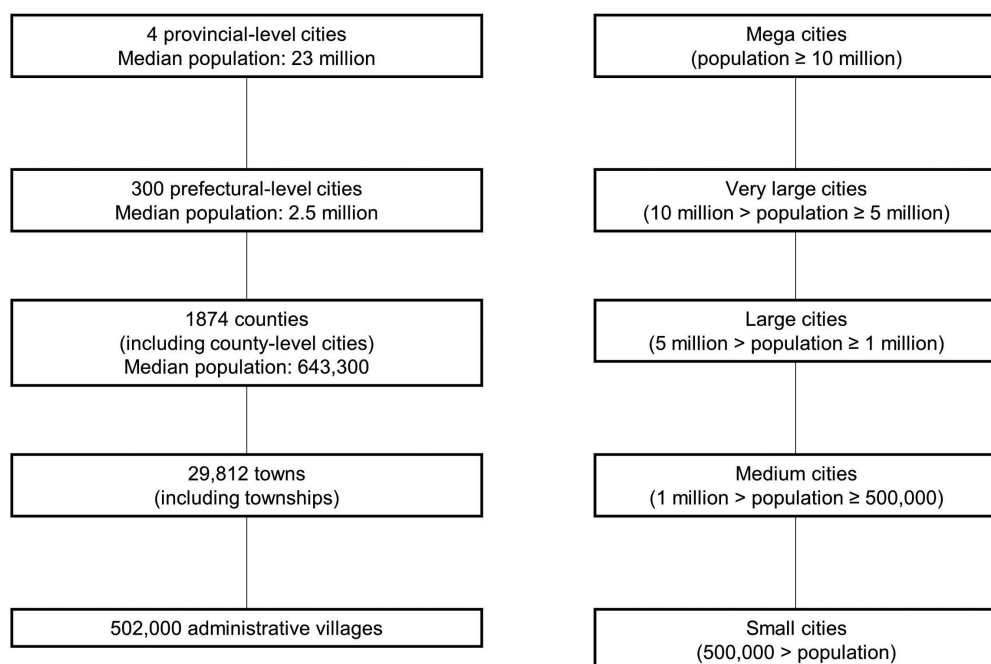 4 provincial-level cities
Median population: 23 million
300 prefectural-level cities
Median population: 2.5 million
1874 counties
(including county-level cities)
Median population: 643,300
29,812 towns
(including townships)
502,000 administrative villages
Mega cities
(population ≥ 10 million)
Very large cities
(10 million > population ≥ 5 million)
Large cities
(5 million > population ≥ 1 million)
Medium cities
(1 million > population ≥ 500,000)
Small cities
(500,000 > population)